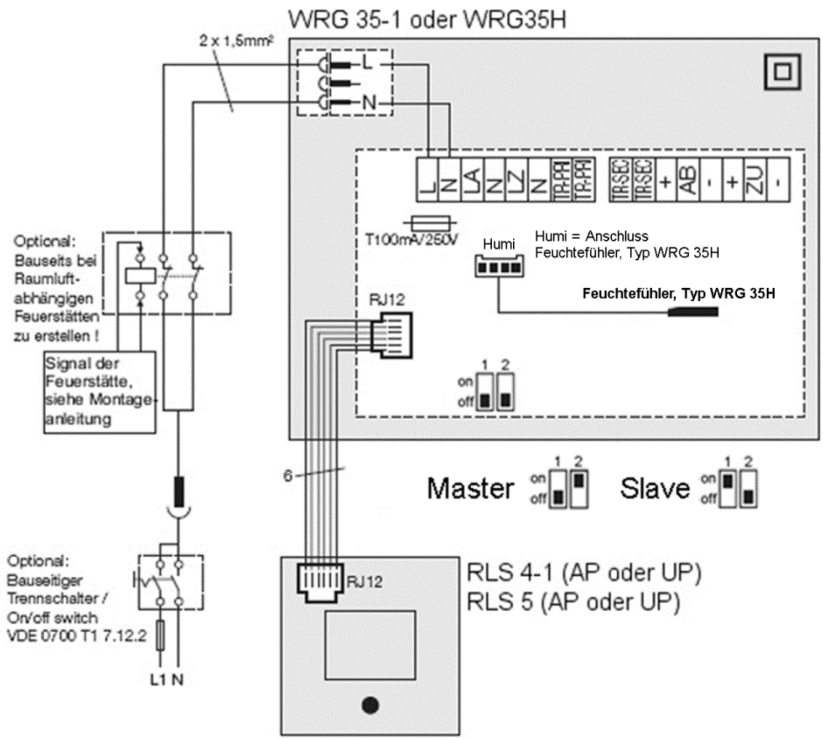 WRG 35-1 oder WRG35H
2 x 1,5mm²
L
N
L
N
LA
N
LZ
N
TR-PRI
TR-PRI
TR-SEC
TR-SEC
+
AB
-
+
ZU
-
T100mA/250V
Humi
Humi = Anschluss
Feuchtefühler, Typ WRG 35H
Feuchtefühler, Typ WRG 35H
RJ12
1 2
on
off
Optional:
Bauseits bei
Raumluft-
abhängigen
Feuerstätten
zu erstellen !
Signal der
Feuerstätte,
siehe Montage-
anleitung
6
Master
1 2
on
off
Slave
1 2
on
off
Optional:
Bauseitiger
Trennschalter /
On/off switch
VDE 0700 T1 7.12.2
L1 N
RJ12
RLS 4-1 (AP oder UP)
RLS 5 (AP oder UP)